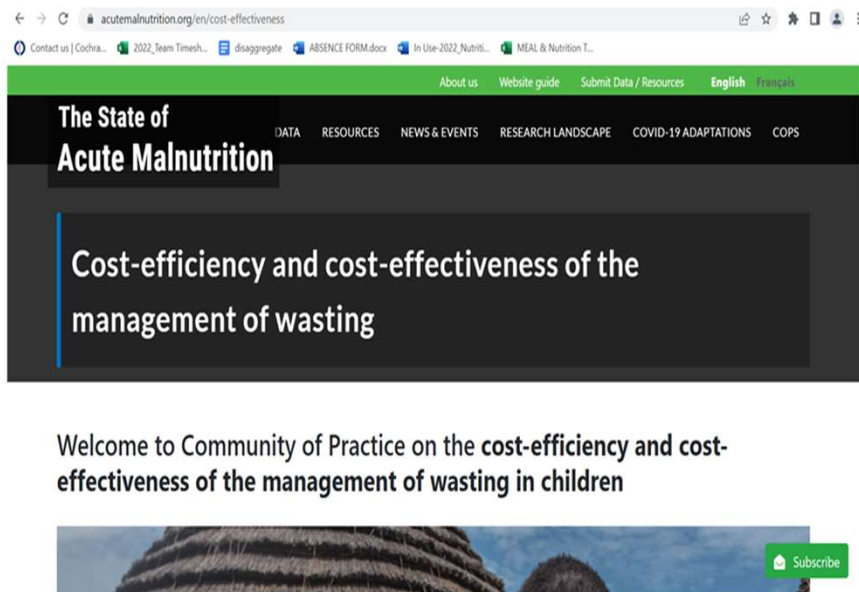 acutemalnutrition.org/en/cost-effectiveness
Contact us | Cochra... 2022_Team Timesh... disaggregate ABSENCE FORM.docx In Use-2022_Nutriti... MEAL & Nutrition T...
About us Website guide Submit Data / Resources English Français
The State of
Acute Malnutrition
DATA RESOURCES NEWS & EVENTS RESEARCH LANDSCAPE COVID-19 ADAPTATIONS COPS
Cost-efficiency and cost-effectiveness of the
management of wasting
Welcome to Community of Practice on the cost-efficiency and cost-
effectiveness of the management of wasting in children
Subscribe